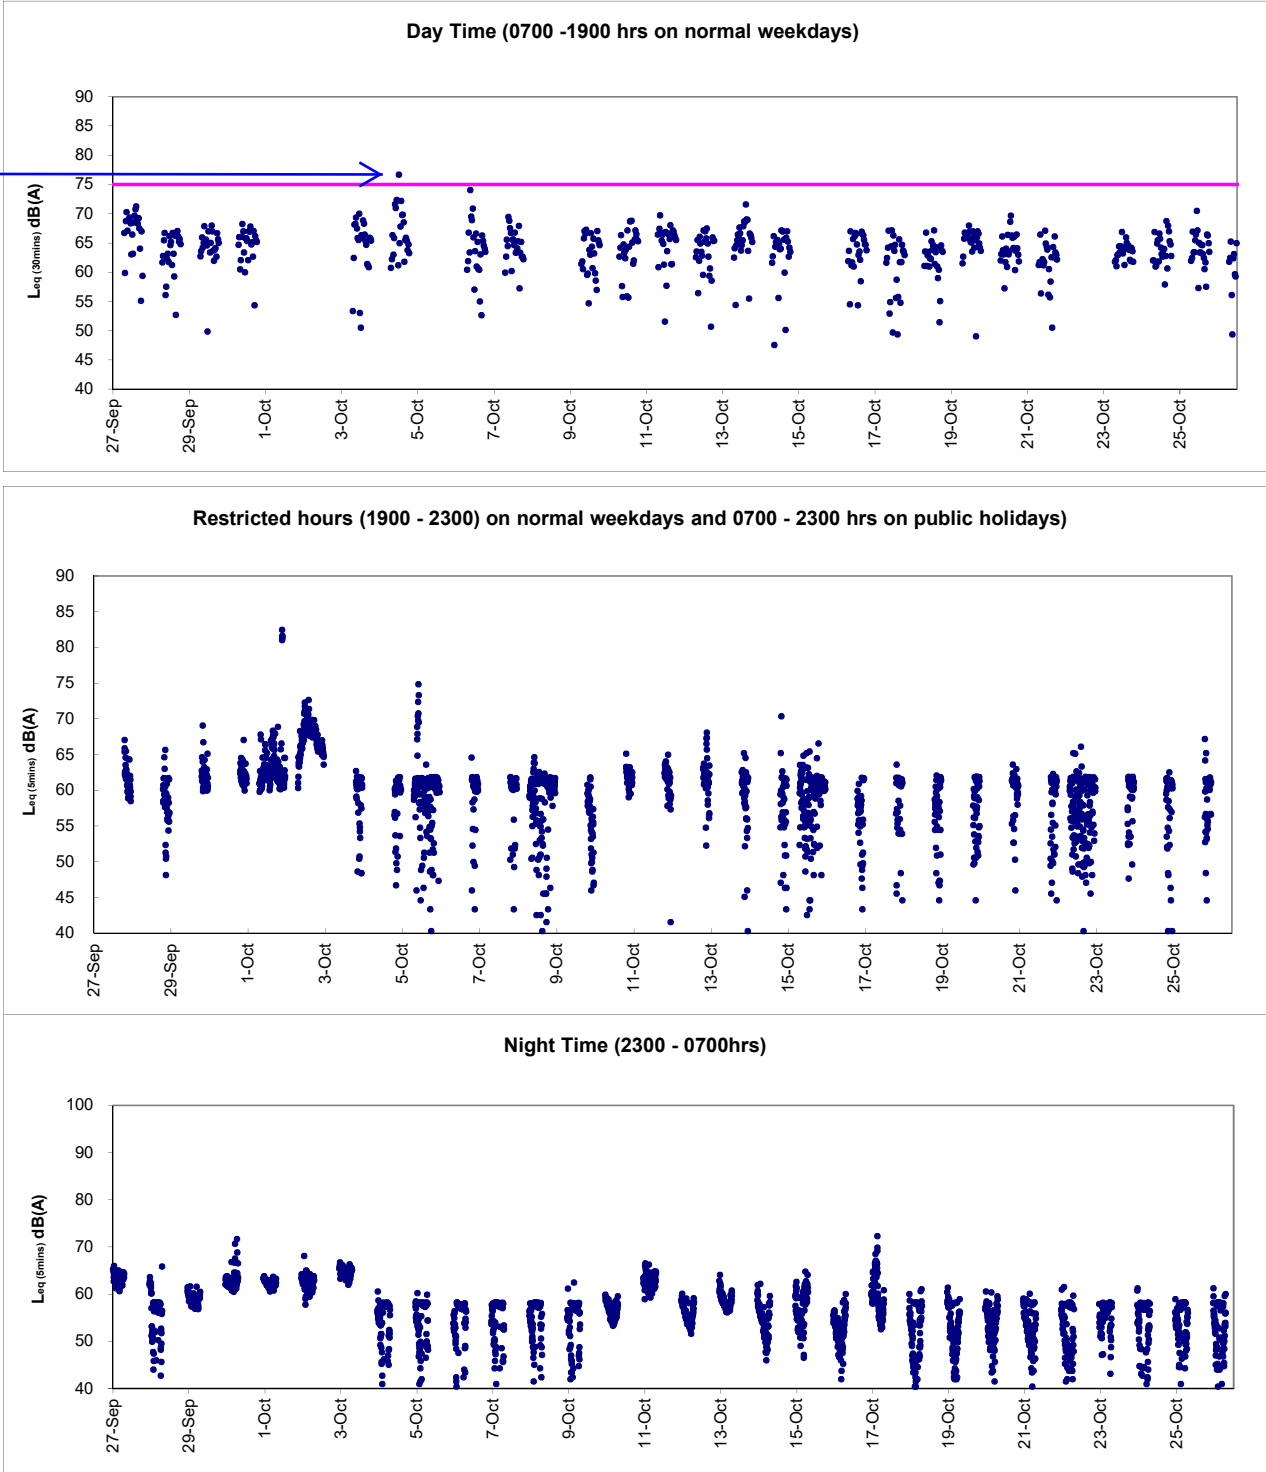 Day Time (0700 -1900 hrs on normal weekdays)
90
85
80
75
70
65
60
55
50
45
40
Leq (30mins) dB(A)
27-Sep
29-Sep
1-Oct
3-Oct
5-Oct
7-Oct
9-Oct
11-Oct
13-Oct
15-Oct
17-Oct
19-Oct
21-Oct
23-Oct
25-Oct
Restricted hours (1900 - 2300) on normal weekdays and 0700 - 2300 hrs on public holidays)
90
85
80
75
70
65
60
55
50
45
40
Leq (5mins) dB(A)
27-Sep
29-Sep
1-Oct
3-Oct
5-Oct
7-Oct
9-Oct
11-Oct
13-Oct
15-Oct
17-Oct
19-Oct
21-Oct
23-Oct
25-Oct
Night Time (2300 - 0700hrs)
100
90
80
70
60
50
40
Leq (5mins) dB(A)
27-Sep
29-Sep
1-Oct
3-Oct
5-Oct
7-Oct
9-Oct
11-Oct
13-Oct
15-Oct
17-Oct
19-Oct
21-Oct
23-Oct
25-Oct